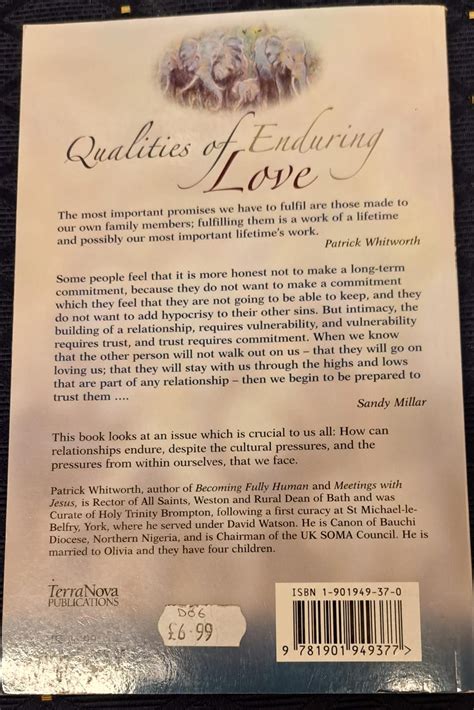 Qualities of Enduring
Love
The most important promises we have to fulfil are those made to
our own family members; fulfilling them is a work of a lifetime
and possibly our most important lifetime's work.
Patrick Whitworth
Some people feel that it is more honest not to make a long-term
commitment, because they do not want to make a commitment
which they feel that they are not going to be able to keep, and they
do not want to add hypocrisy to their other sins. But intimacy, the
building of a relationship, requires vulnerability, and vulnerability
requires trust, and trust requires commitment. When we know
that the other person will not walk out on us – that they will go on
loving us; that they will stay with us through the highs and lows
that are part of any relationship – then we begin to be prepared to
trust them ....
Sandy Millar
This book looks at an issue which is crucial to us all: How can
relationships endure, despite the cultural pressures, and the
pressures from within ourselves, that we face.
Patrick Whitworth, author of Becoming Fully Human and Meetings with
Jesus, is Rector of All Saints, Weston and Rural Dean of Bath and was
Curate of Holy Trinity Brompton, following a first curacy at St Michael-le-
Belfry, York, where he served under David Watson. He is Canon of Bauchi
Diocese, Northern Nigeria, and is Chairman of the UK SOMA Council. He is
married to Olivia and they have four children.
TerraNova
PUBLICATIONS
D06
£6.99
ISBN 1-901949-37-0
9 781901 949377 >